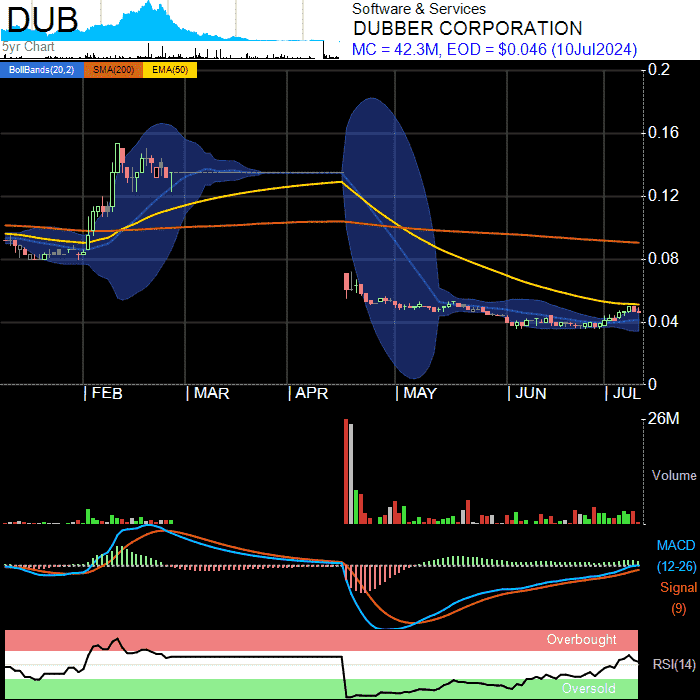 DUB
Software & Services
DUBBER CORPORATION
5yr Chart
MC = 42.3M, EOD = $0.046 (10Jul2024)
BollBands(20,2) SMA(200) EMA(50)
0.2
0.16
0.12
0.08
0.04
0
FEB MAR APR MAY JUN JUL
26M
Volume
MACD
(12-26)
Signal
(9)
Overbought
RSI(14)
Oversold